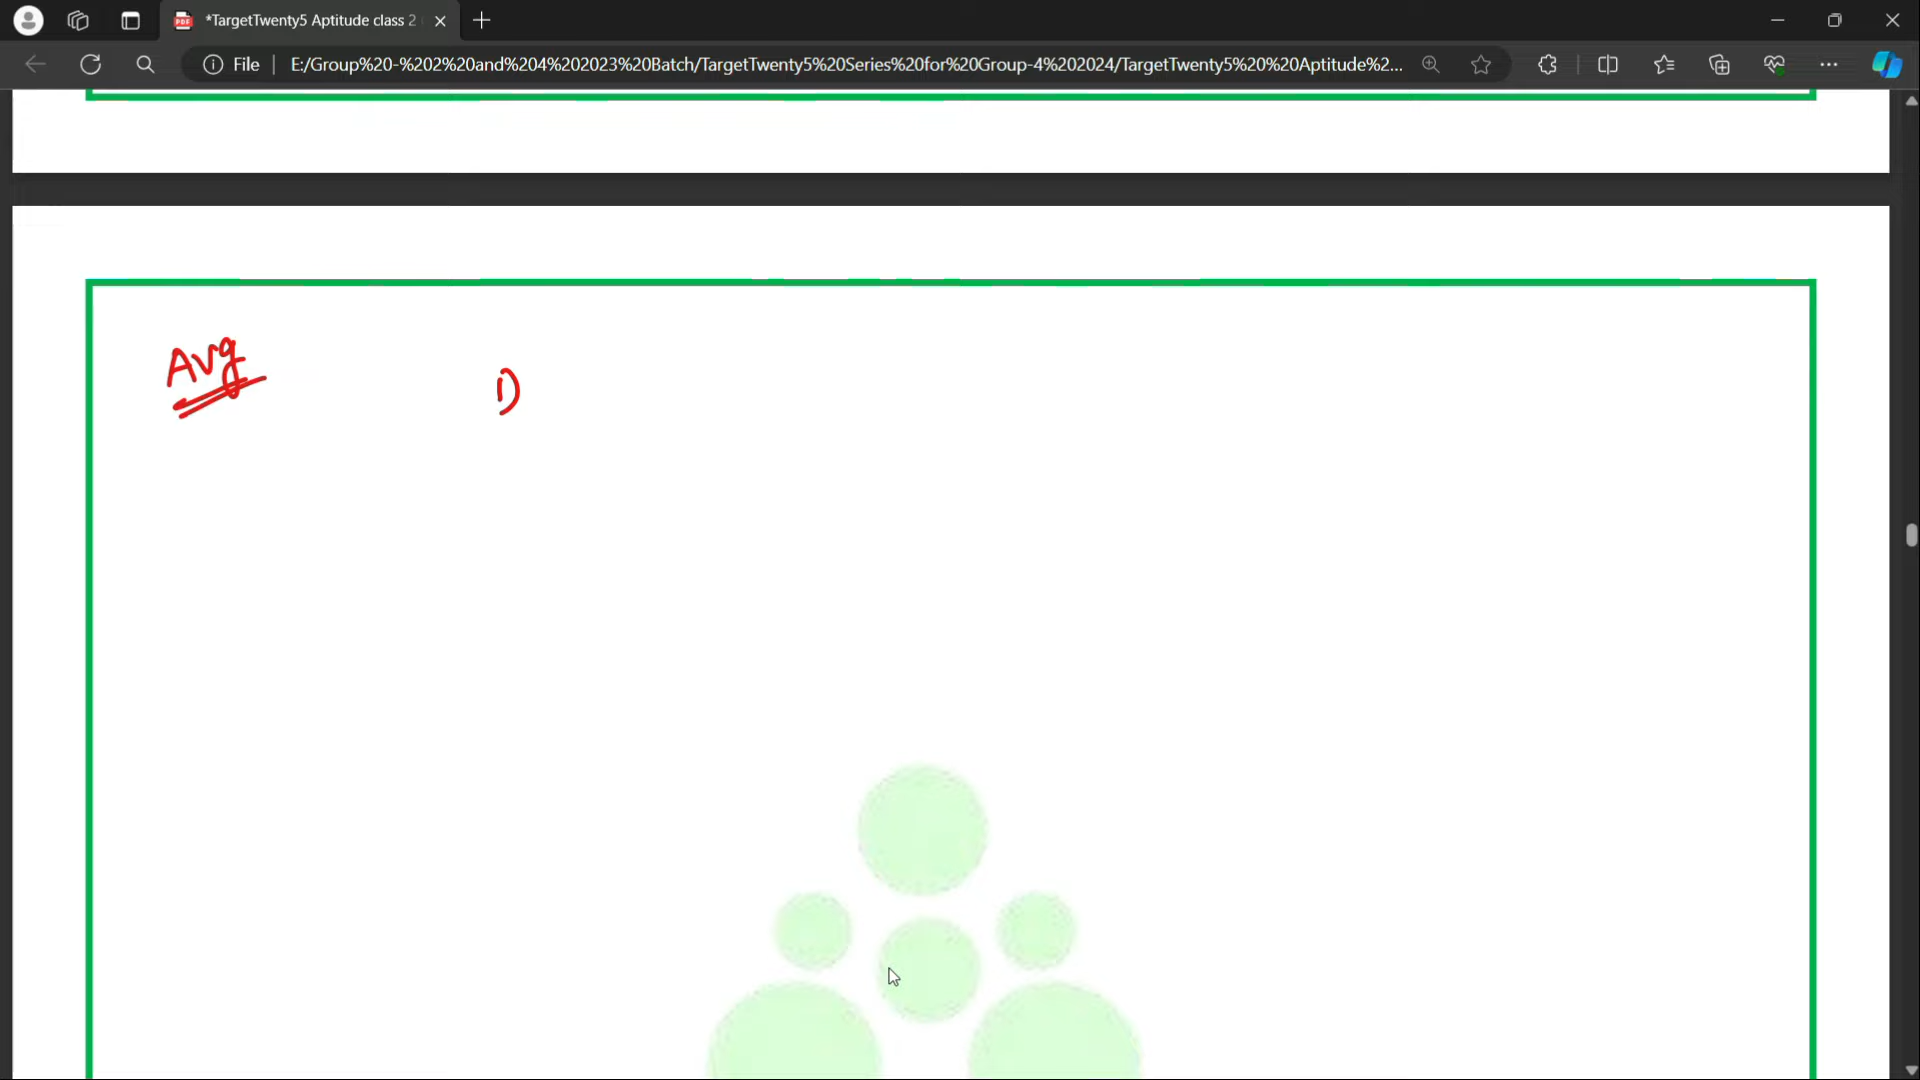 *TargetTwenty5 Aptitude class 2
File
E:/Group%20-%202%20and%204%202023%20Batch/TargetTwenty5%20Series%20for%20Group-4%202024/TargetTwenty5%20%20Aptitude%2...
Avg
1)